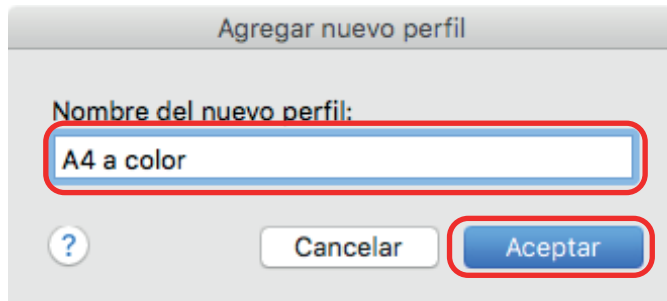 Agregar nuevo perfil
Nombre del nuevo perfil:
A4 a color
? Cancelar Aceptar